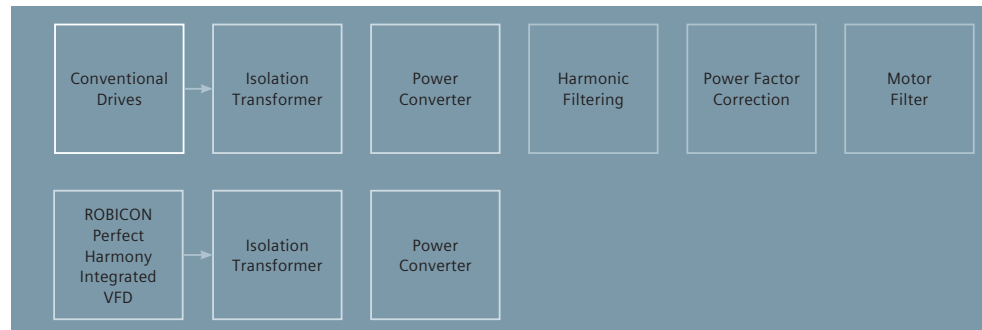 Conventional
Drives
Isolation
Transformer
Power
Converter
Harmonic
Filtering
Power Factor
Correction
Motor
Filter
ROBICON
Perfect
Harmony
Integrated
VFD
Isolation
Transformer
Power
Converter